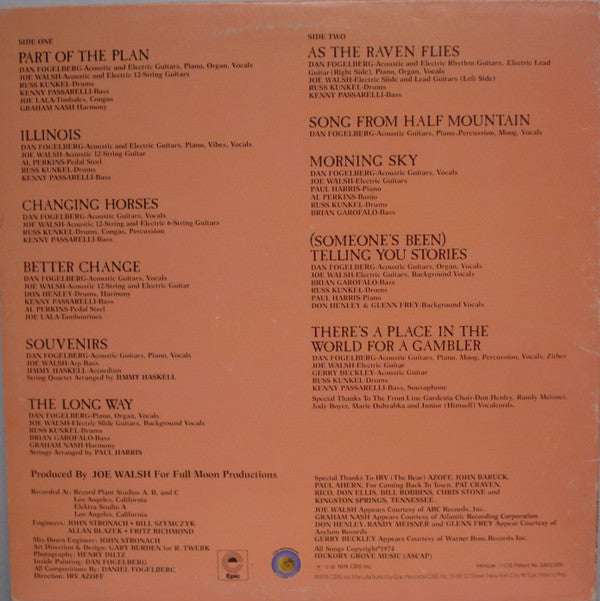 SIDE ONE
PART OF THE PLAN
DAN FOGELBERG-Acoustic and Electric Guitars, Piano, Organ, Vocals
JOE WALSH-Acoustic and Electric 12-String Guitars
RUSS KUNKEL-Drums
KENNY PASSARELLI-Bass
JOE LALA-Timbales, Congas
GRAHAM NASH-Harmony
ILLINOIS
DAN FOGELBERG-Acoustic and Electric Guitars, Piano, Vibes, Vocals
JOE WALSH-Acoustic 12-String Guitar
AL PERKINS-Pedal Steel
RUSS KUNKEL-Drums
KENNY PASSARELLI-Bass
CHANGING HORSES
DAN FOGELBERG-Acoustic Guitars, Vocals
JOE WALSH-Acoustic 12-String and Electric 6-String Guitars
RUSS KUNKEL-Drums, Congas, Percussion
KENNY PASSARELLI-Bass
BETTER CHANGE
DAN FOGELBERG-Acoustic Guitars, Vocals
JOE WALSH-Acoustic 12-String and Electric Guitar
DON HENLEY-Drums, Harmony
KENNY PASSARELLI-Bass
AL PERKINS-Pedal Steel
JOE LALA-Tambourines
SOUVENIRS
DAN FOGELBERG-Acoustic Guitars, Piano, Vocals
JOE WALSH-Arp Bass
JIMMY HASKELL-Accordion
String Quartet Arranged by JIMMY HASKELL
THE LONG WAY
DAN FOGELBERG-Piano, Organ, Vocals
JOE WALSH-Electric Slide Guitars, Background Vocals
RUSS KUNKEL-Drums
BRIAN GAROFALO-Bass
GRAHAM NASH-Harmony
Strings Arranged by PAUL HARRIS
Produced By JOE WALSH For Full Moon Productions
Recorded At: Record Plant Studios A, B, and C
Los Angeles, California
Elektra Studio A
Los Angeles, California
Engineers: JOHN STRONACH • BILL SZYMCZYK
ALLAN BLAZEK • FRITZ RICHMOND
Mix-Down Engineer: JOHN STRONACH
Art Direction & Design: GARY BURDEN for R. TWERK
Photography: HENRY DILTZ
Inside Painting: DAN FOGELBERG
All Compositions By: DANIEL FOGELBERG
Direction: IRV AZOFF
Epic
SIDE TWO
AS THE RAVEN FLIES
DAN FOGELBERG-Acoustic and Electric Rhythm Guitars, Electric Lead
Guitar (Right Side), Piano, Organ, Vocals
JOE WALSH-Electric Slide and Lead Guitars (Left Side)
RUSS KUNKEL-Drums
KENNY PASSARELLI-Bass
SONG FROM HALF MOUNTAIN
DAN FOGELBERG-Acoustic Guitars, Piano, Percussion, Moog, Vocals
MORNING SKY
DAN FOGELBERG-Acoustic Guitars, Vocals
JOE WALSH-Electric Guitars
PAUL HARRIS-Piano
AL PERKINS-Banjo
RUSS KUNKEL-Drums
BRIAN GAROFALO-Bass
(SOMEONE'S BEEN)
TELLING YOU STORIES
DAN FOGELBERG-Acoustic Guitars, Organ, Vocals
JOE WALSH-Electric Guitars, Background Vocals
BRIAN GAROFALO-Bass
RUSS KUNKEL-Drums
PAUL HARRIS-Piano
DON HENLEY & GLENN FREY-Background Vocals
THERE'S A PLACE IN THE
WORLD FOR A GAMBLER
DAN FOGELBERG-Acoustic Guitars, Piano, Moog, Percussion, Vocals, Zither
JOE WALSH-Electric Guitar
GERRY BECKLEY-Acoustic Guitar
RUSS KUNKEL-Drums
KENNY PASSARELLI-Bass, Sousaphone
Special Thanks To The Front Line Gardenia Choir-Don Henley, Randy Meisner,
Jody Boyer, Marie Ouhrabka and Junior (Himself) Vocalcurds.
Special Thanks To IRV (The Bear) AZOFF, JOHN BARUCK,
PAUL AHERN, For Coming Back To Town, PAT CRAVEN,
RICO, DON ELLIS, BILL ROBBINS, CHRIS STONE and
KINGSTON SPRINGS, TENNESSEE.
JOE WALSH Appears Courtesy of ABC Records, Inc.
GRAHAM NASH Appears Courtesy of Atlantic Recording Corporation
DON HENLEY, RANDY MEISNER and GLENN FREY Appear Courtesy of
Asylum Records
GERRY BECKLEY Appears Courtesy of Warner Bros. Records Inc.
All Songs Copyright 1974
HICKORY GROVE MUSIC (ASCAP)
© 1974 CBS Inc.